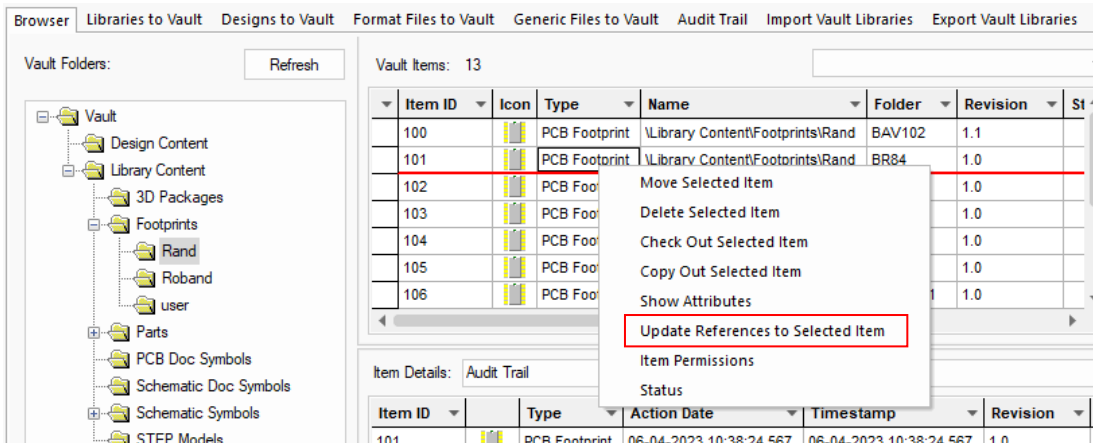 Browser Libraries to Vault Designs to Vault Format Files to Vault Generic Files to Vault Audit Trail Import Vault Libraries Export Vault Libraries
Vault Folders: Refresh
Vault
Design Content
Library Content
3D Packages
Footprints
Rand
Roband
user
Parts
PCB Doc Symbols
Schematic Doc Symbols
Schematic Symbols
STEP Models
Vault Items: 13
Item ID Icon Type Name Folder Revision St
100 PCB Footprint \Library Content\Footprints\Rand BAV102 1.1
101 PCB Footprint \Library Content\Footprints\Rand BR84 1.0
102 PCB Foo 1.0
103 PCB Foo 1.0
104 PCB Foo 1.0
105 PCB Foo 1.0
106 PCB Foo 1 1.0
Move Selected Item
Delete Selected Item
Check Out Selected Item
Copy Out Selected Item
Show Attributes
Update References to Selected Item
Item Permissions
Status
Item Details: Audit Trail
Item ID Type Action Date Timestamp Revision
101 PCB Footprint 06-04-2023 10:38:24.567 06-04-2023 10:38:24.567 1.0